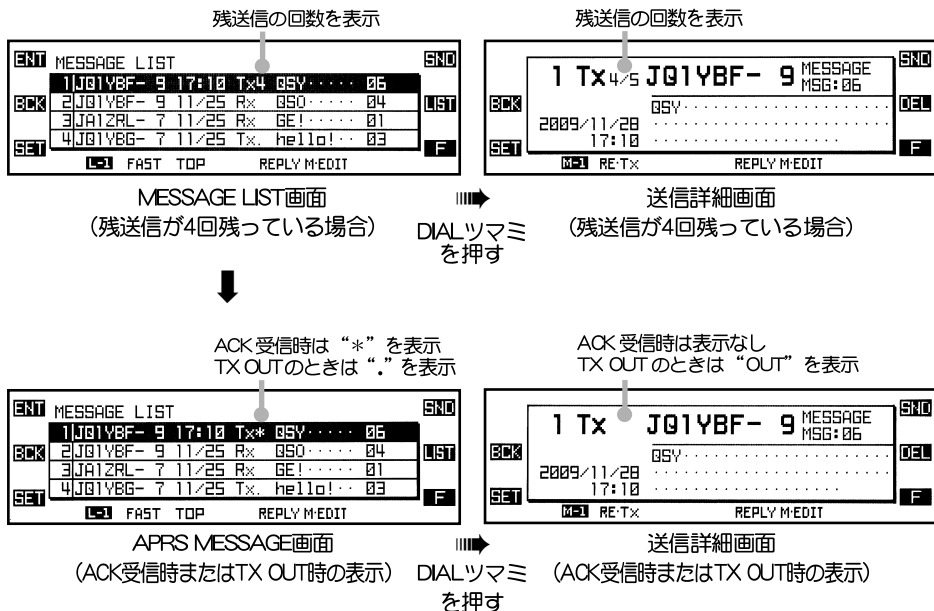 残送信の回数を表示
残送信の回数を表示
ENT MESSAGE LIST SND
1 JQ1YBF- 9 17:10 Tx4 QSY····· 06
BCK 2 JQ1YBF- 9 11/25 Rx QSO····· 04 LIST
3 JA1ZRL- 7 11/25 Rx GE!···· 01
SET 4 JQ1YBG- 7 11/25 Tx. hello!·· 03 F
L-1 FAST TOP REPLY M·EDIT
1 Tx4/5 JQ1YBF- 9 MESSAGE SND
MSG:06
BCK QSY DEL
2009/11/28
SET 17:10 F
M-1 RE·Tx REPLY M·EDIT
MESSAGE LIST画面
(残送信が4回残っている場合)
DIALツマミ
を押す
送信詳細画面
(残送信が4回残っている場合)
ACK 受信時は“*”を表示
TX OUTのときは“.”を表示
ACK 受信時は表示なし
TX OUTのときは“OUT”を表示
ENT MESSAGE LIST SND
1 JQ1YBF- 9 17:10 Tx* QSY····· 06
BCK 2 JQ1YBF- 9 11/25 Rx QSO····· 04 LIST
3 JA1ZRL- 7 11/25 Rx GE!···· 01
SET 4 JQ1YBG- 7 11/25 Tx. hello!·· 03 F
L-1 FAST TOP REPLY M·EDIT
1 Tx JQ1YBF- 9 MESSAGE SND
MSG:06
BCK QSY DEL
2009/11/28
SET 17:10 F
M-1 RE·Tx REPLY M·EDIT
APRS MESSAGE画面
(ACK受信時またはTX OUT時の表示)
DIALツマミ
を押す
送信詳細画面
(ACK受信時またはTX OUT時の表示)